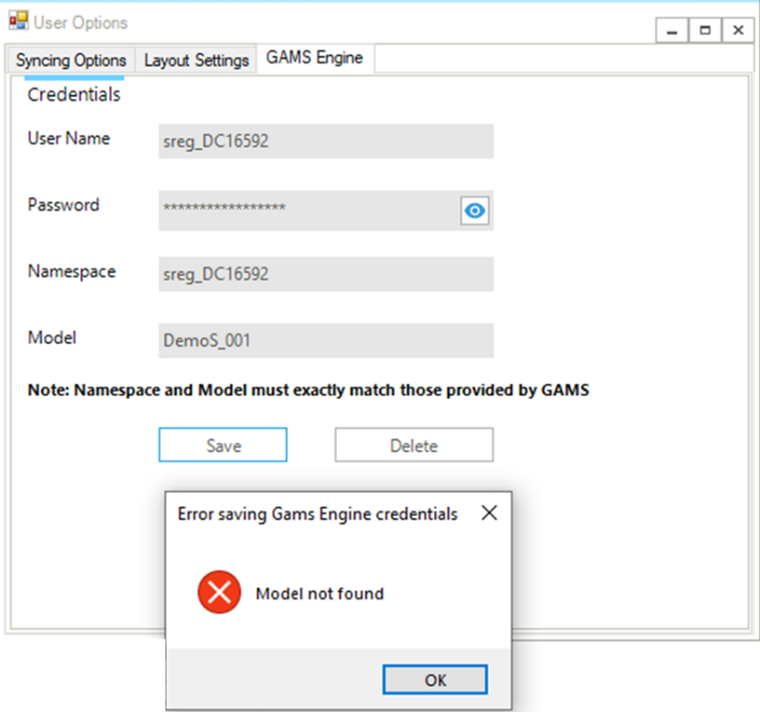 User Options
Syncing Options Layout Settings GAMS Engine
Credentials
User Name sreg_DC16592
Password *****************
Namespace sreg_DC16592
Model DemoS_001
Note: Namespace and Model must exactly match those provided by GAMS
Save Delete
Error saving Gams Engine credentials
Model not found
OK